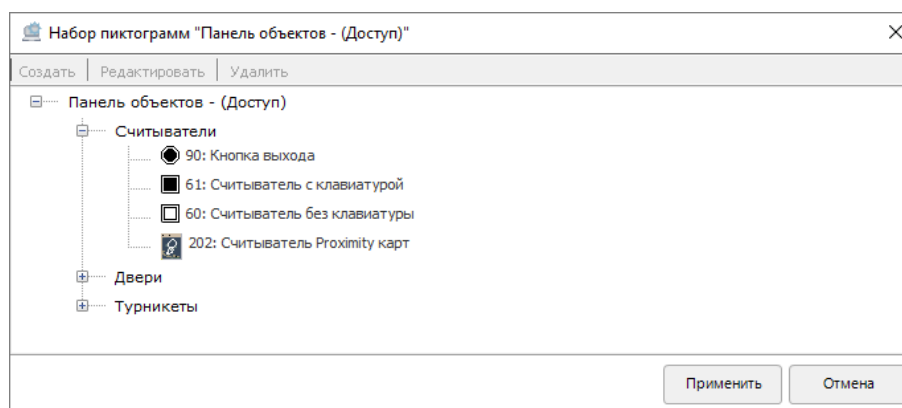 Набор пиктограмм "Панель объектов - (Доступ)"
Создать Редактировать Удалить
Панель объектов - (Доступ)
Считыватели
90: Кнопка выхода
61: Считыватель с клавиатурой
60: Считыватель без клавиатуры
202: Считыватель Proximity карт
Двери
Турникеты
Применить Отмена